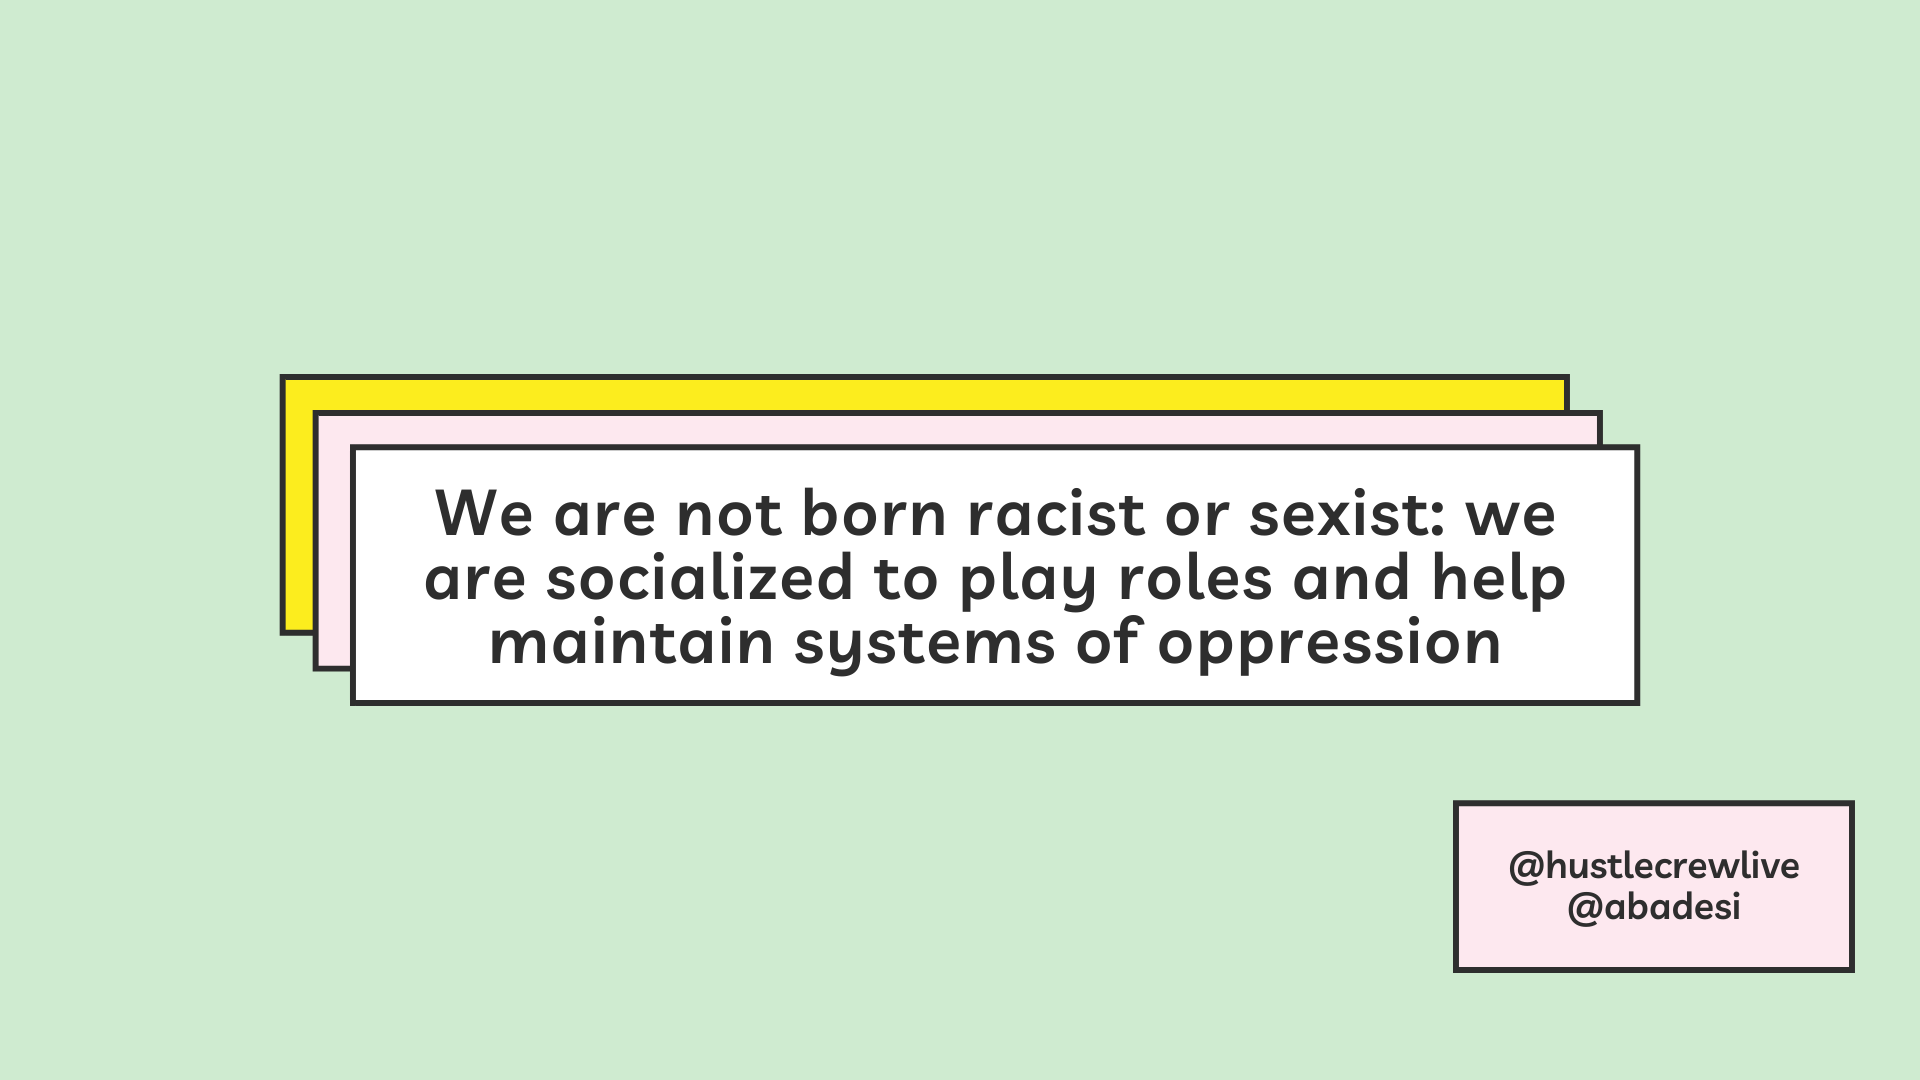 We are not born racist or sexist: we
are socialized to play roles and help
maintain systems of oppression
@hustlecrewlive
@abadesi